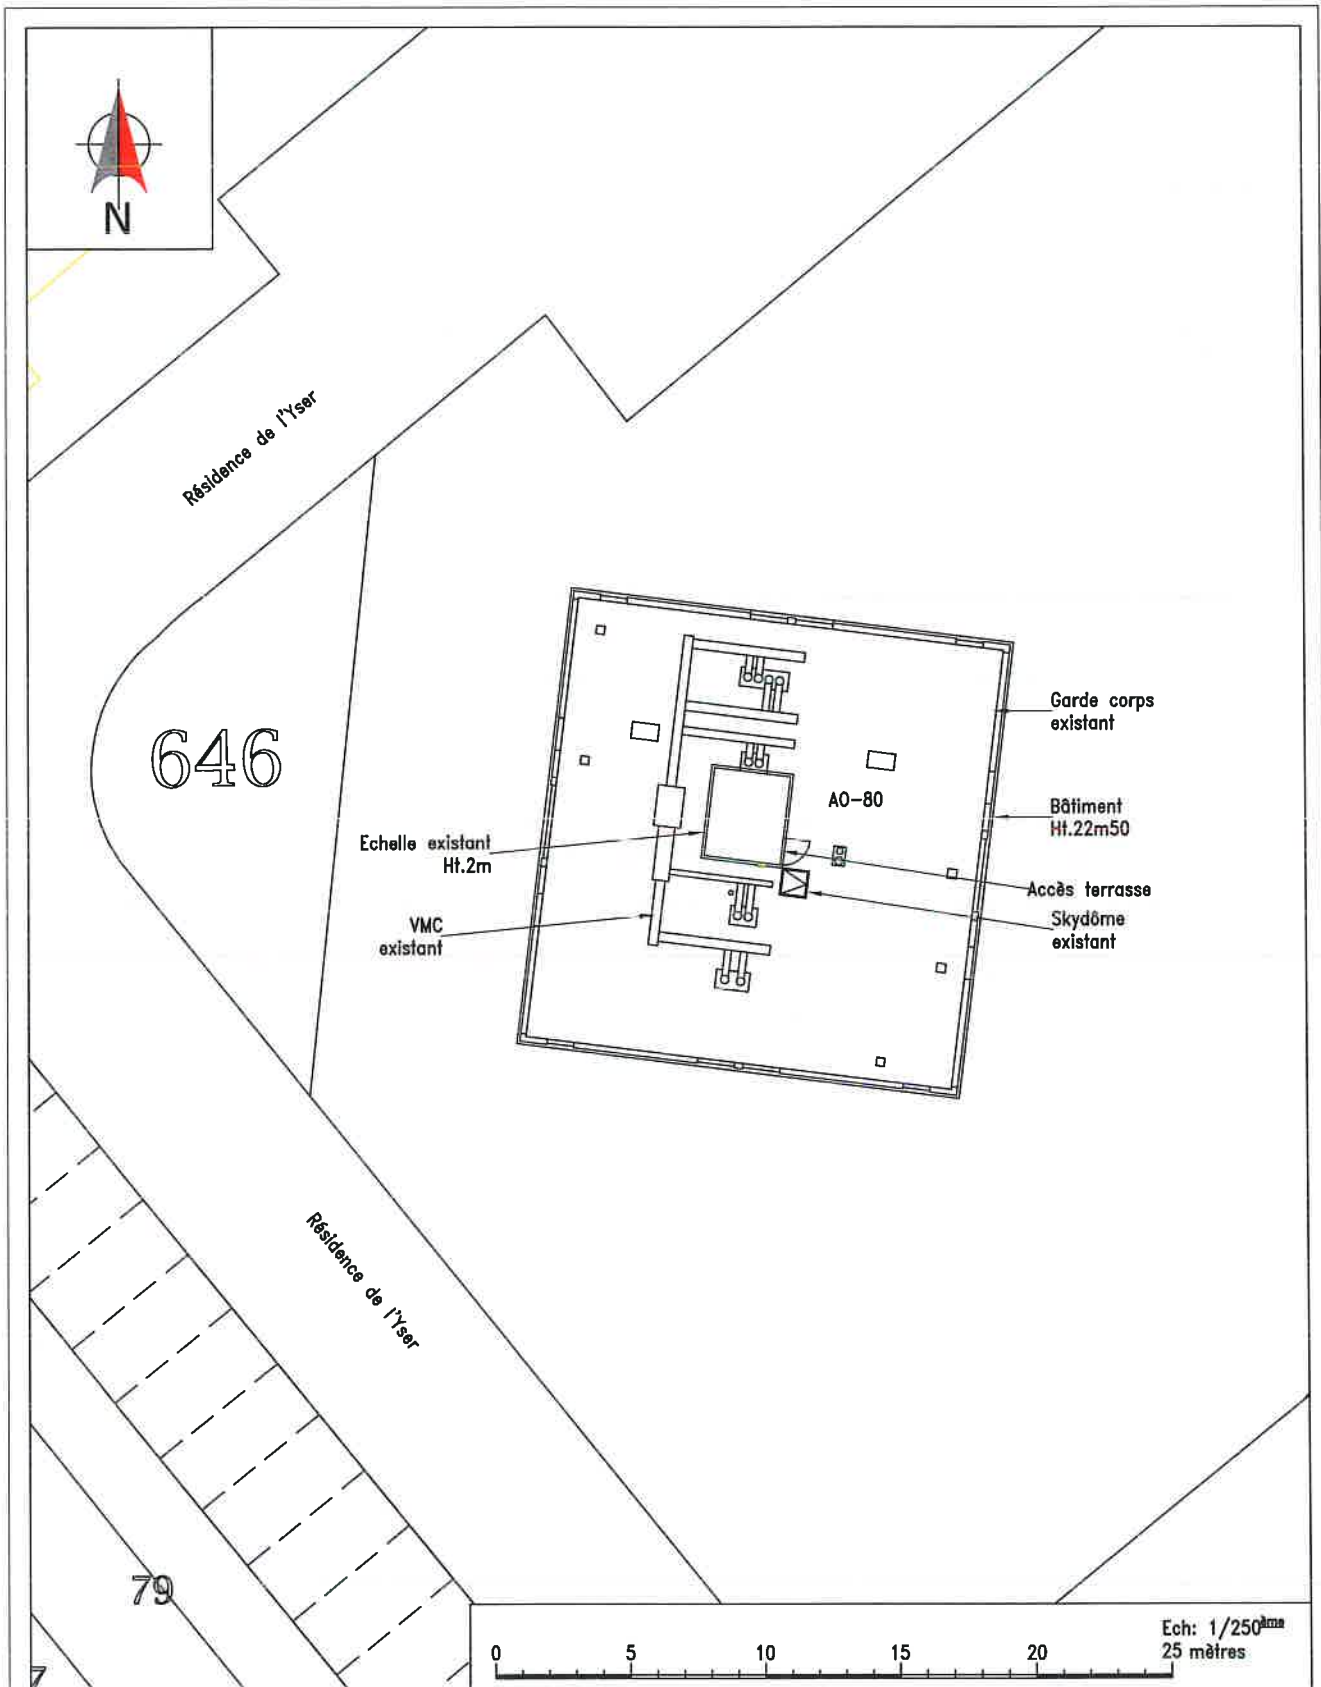 N
Résidence de l'Yser
646
Garde corps
existant
AO-80
Bâtiment
Ht.22m50
Echelle existant
Ht.2m
Accès terrasse
VMC
existant
Skydôme
existant
Résidence de l'Yser
79
7
Ech: 1/250ème
25 mètres
0 5 10 15 20